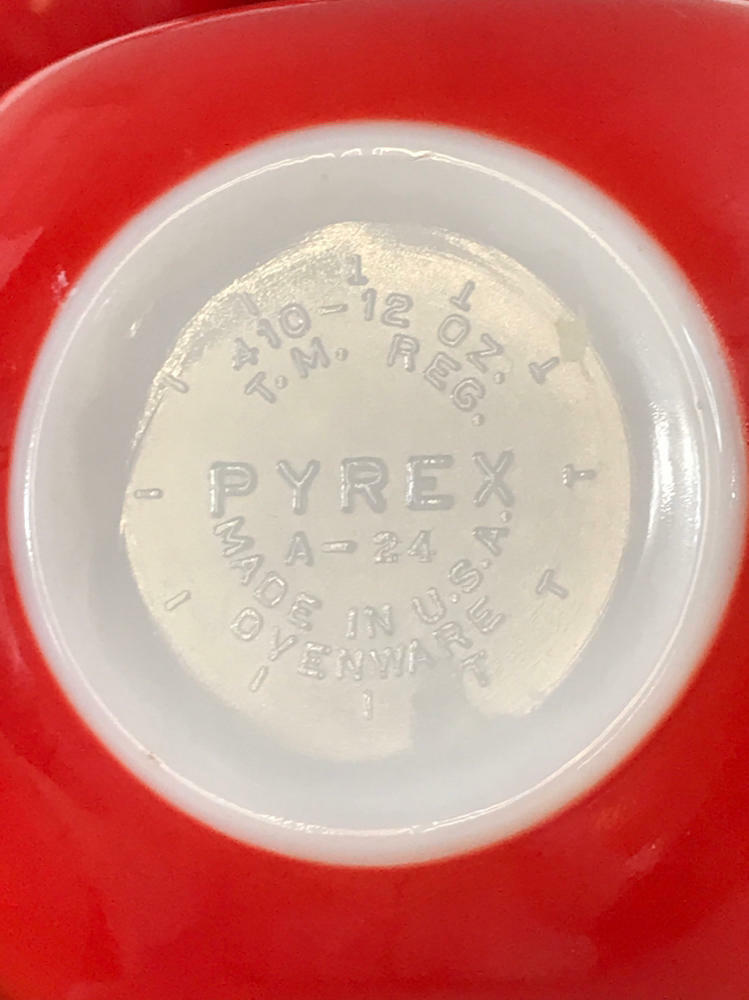 410-12 OZ.
T.M. REG.
PYREX
A-24
MADE IN U.S.A.
OVENWARE